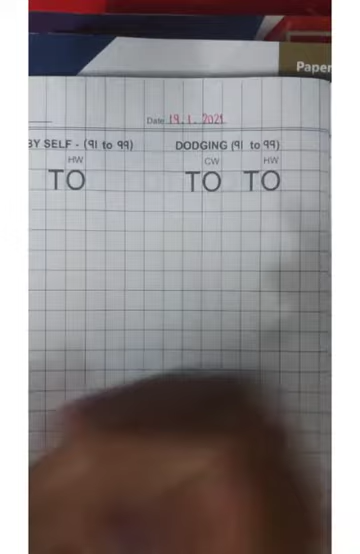 Paper
Date 19.1.2021
BY SELF - (91 to 99) DODGING (91 to 99)
HW CW HW
TO TO TO